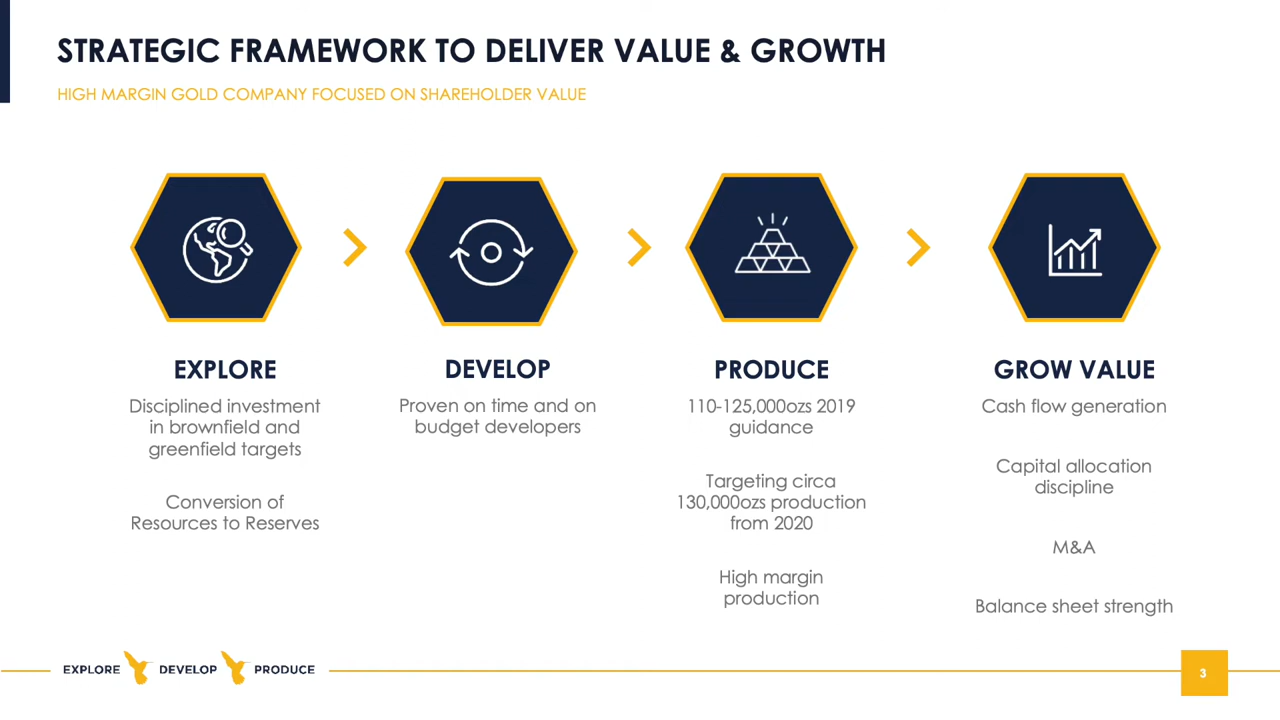 STRATEGIC FRAMEWORK TO DELIVER VALUE & GROWTH
HIGH MARGIN GOLD COMPANY FOCUSED ON SHAREHOLDER VALUE
EXPLORE
Disciplined investment
in brownfield and
greenfield targets
Conversion of
Resources to Reserves
DEVELOP
Proven on time and on
budget developers
PRODUCE
110-125,000ozs 2019
guidance
Targeting circa
130,000ozs production
from 2020
High margin
production
GROW VALUE
Cash flow generation
Capital allocation
discipline
M&A
Balance sheet strength
EXPLORE DEVELOP PRODUCE
3